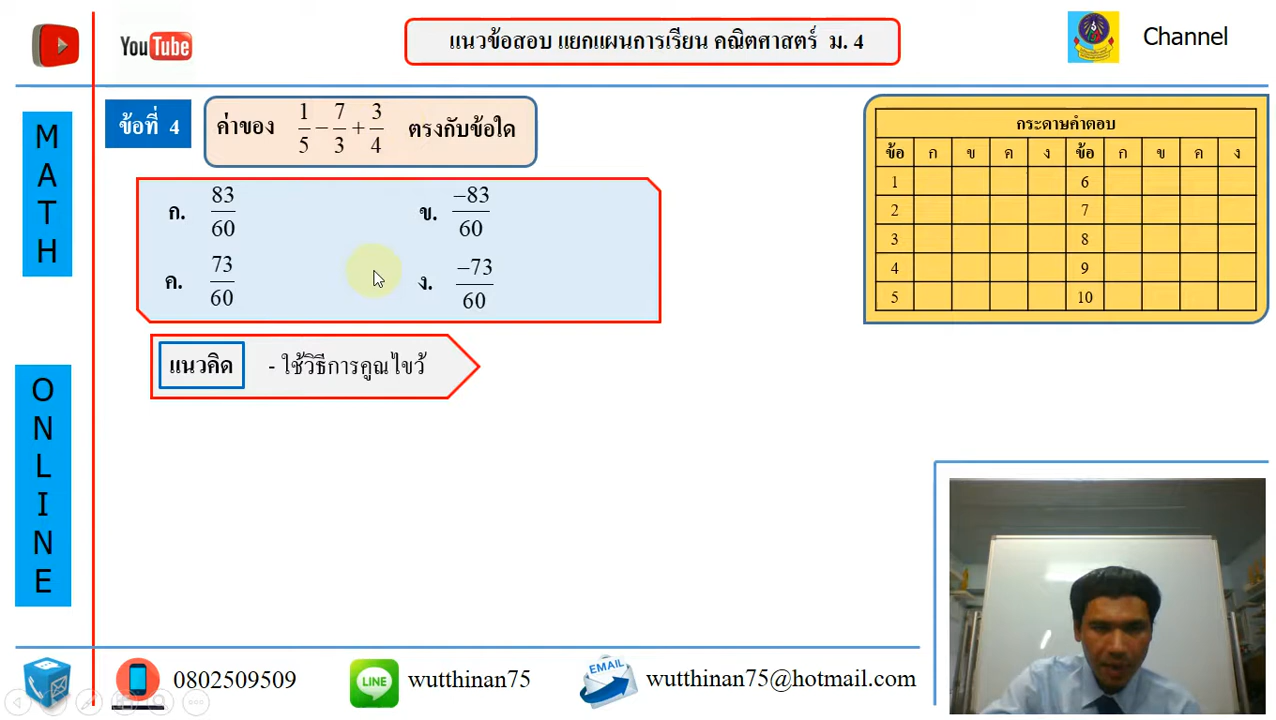 YouTube
แนวข้อสอบ แยกแผนการเรียน คณิตศาสตร์ ม. 4
Channel
MATH
ONLINE
ข้อที่ 4
ค่าของ 1/5 − 7/3 + 3/4 ตรงกับข้อใด
ก. 83/60 ข. −83/60
ค. 73/60 ง. −73/60
แนวคิด - ใช้วิธีการคูณไขว้
กระดาษคำตอบ
ข้อ ก ข ค ง ข้อ ก ข ค ง
1 6
2 7
3 8
4 9
5 10
0802509509
LINE
wutthinan75
EMAIL
wutthinan75@hotmail.com